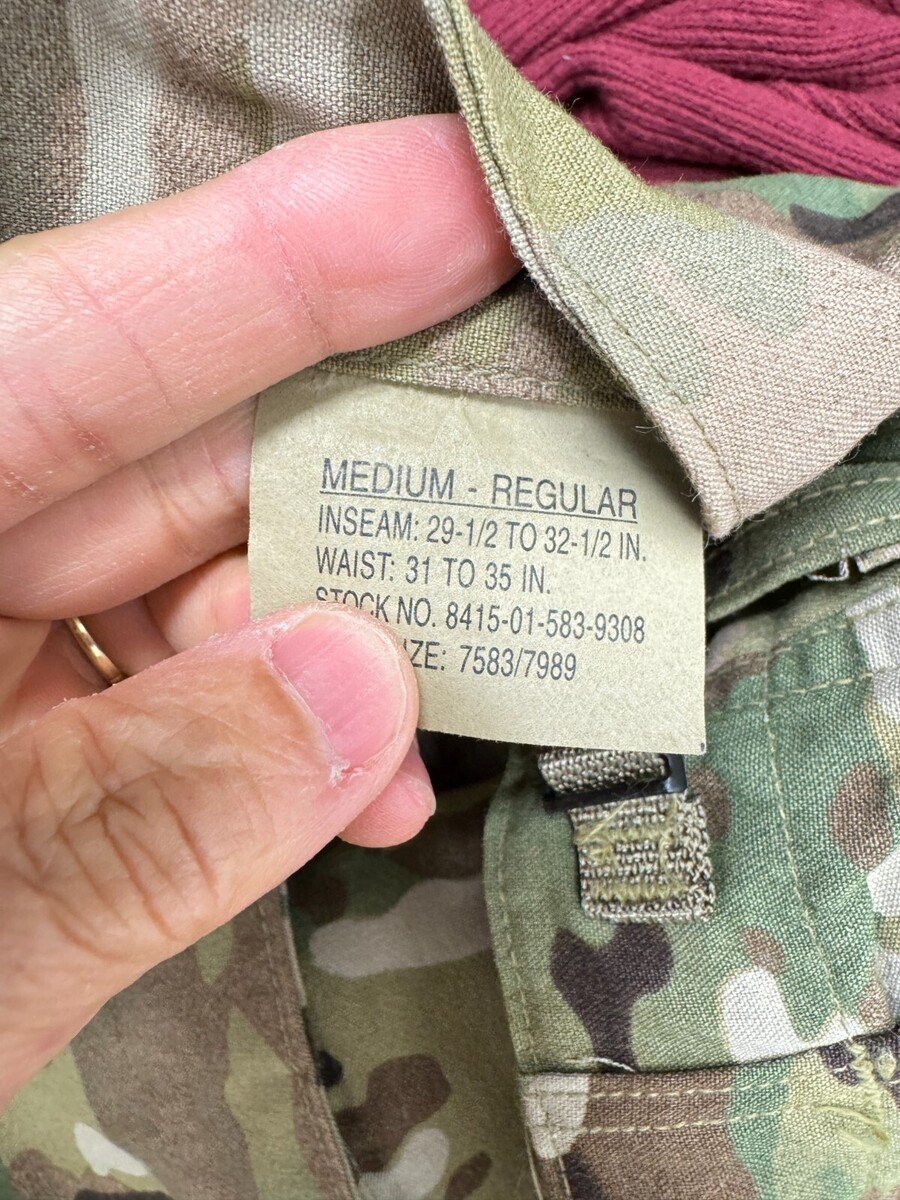 MEDIUM - REGULAR
INSEAM: 29-1/2 TO 32-1/2 IN.
WAIST: 31 TO 35 IN.
STOCK NO. 8415-01-583-9308
7583/7989